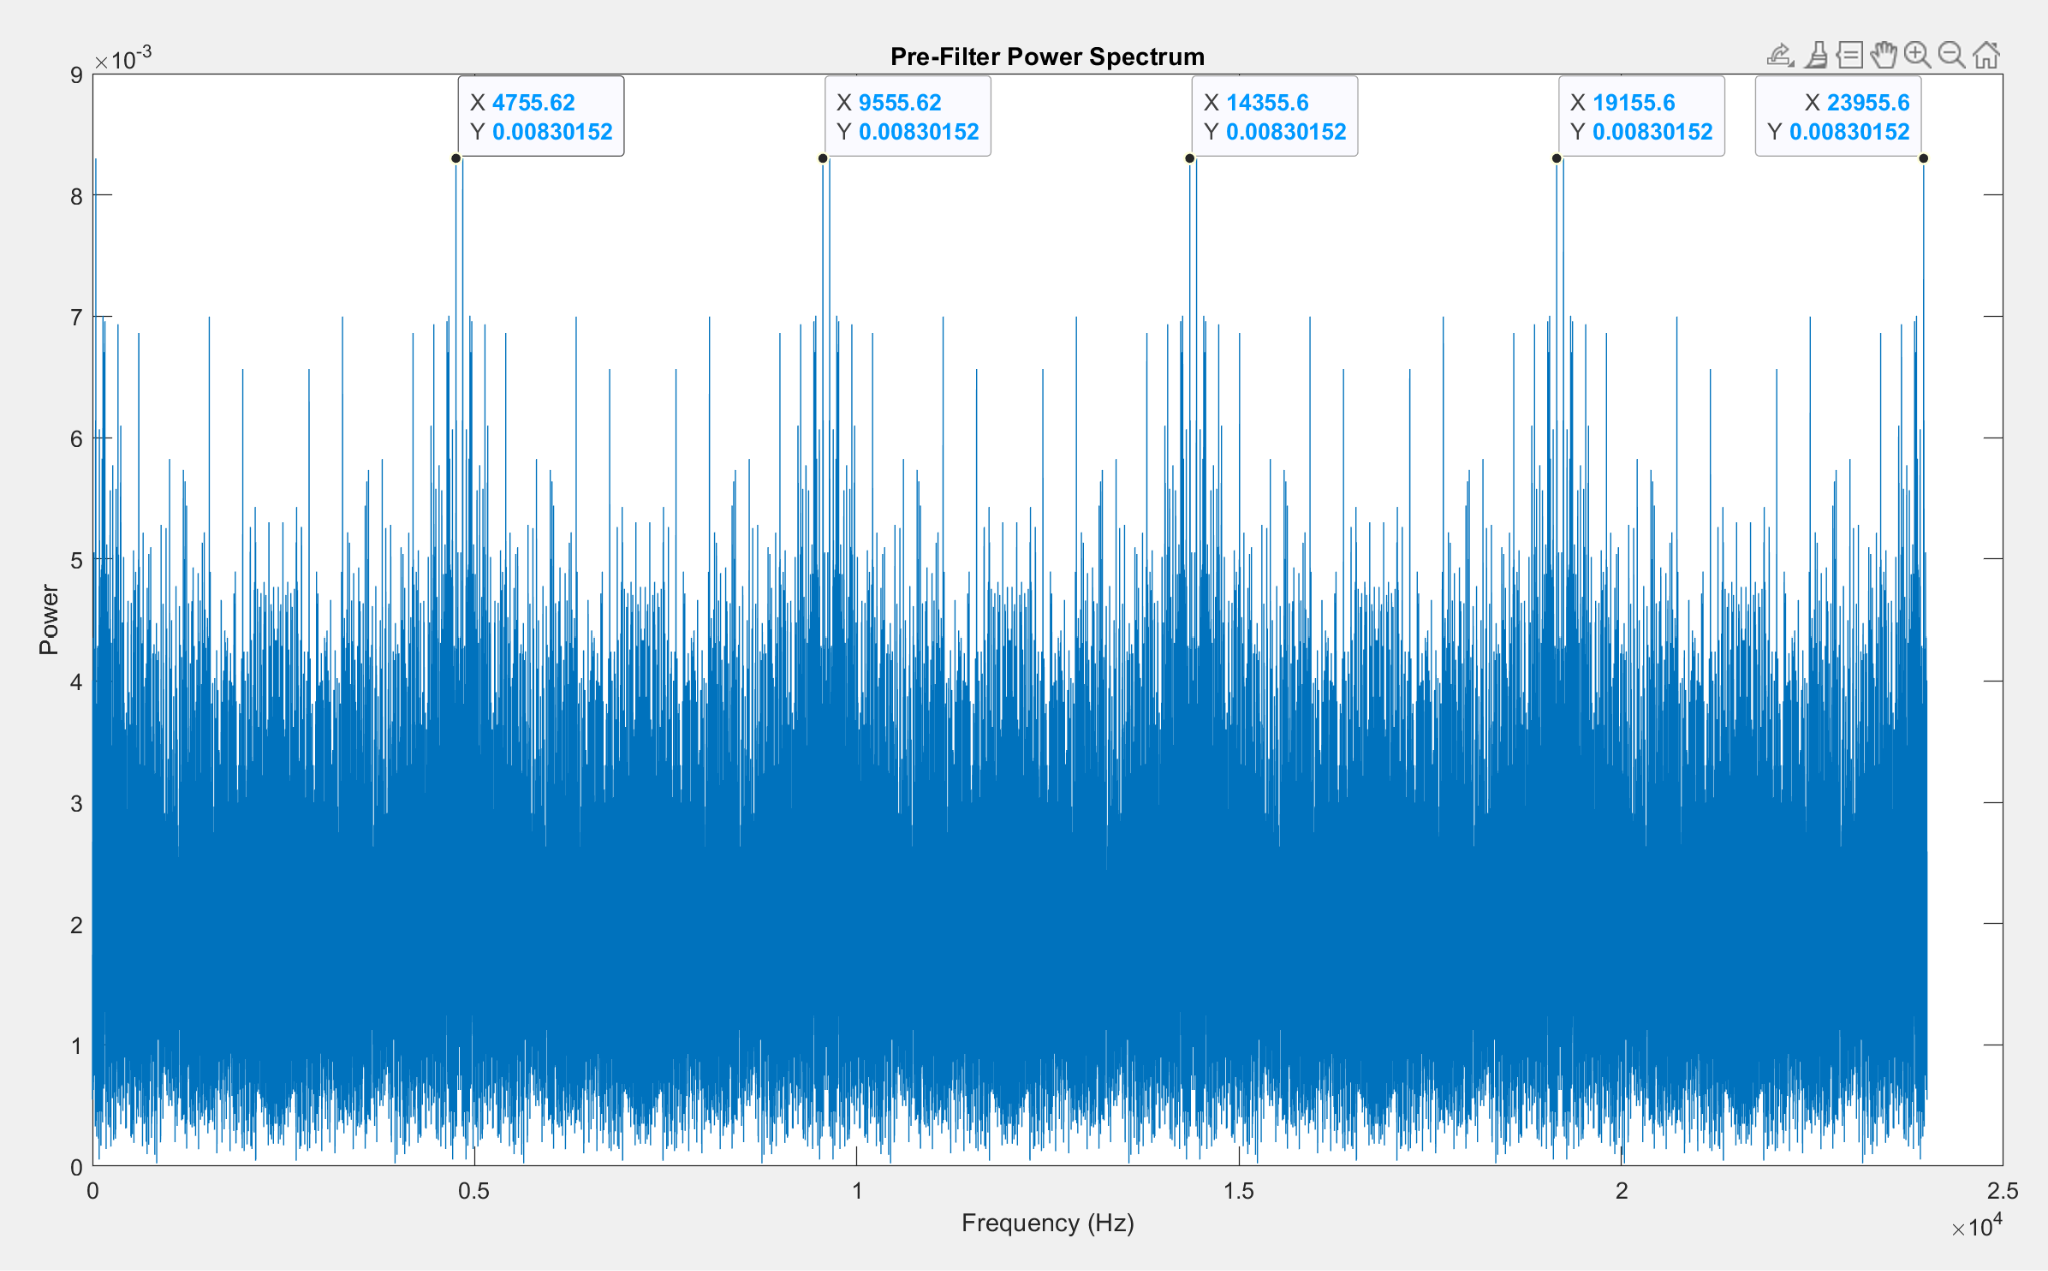 Pre-Filter Power Spectrum
×10-3
X 4755.62
Y 0.00830152
X 9555.62
Y 0.00830152
X 14355.6
Y 0.00830152
X 19155.6
Y 0.00830152
X 23955.6
Y 0.00830152
9
8
7
6
5
4
3
2
1
0
Power
0
0.5
1
1.5
2
2.5
Frequency (Hz)
×104